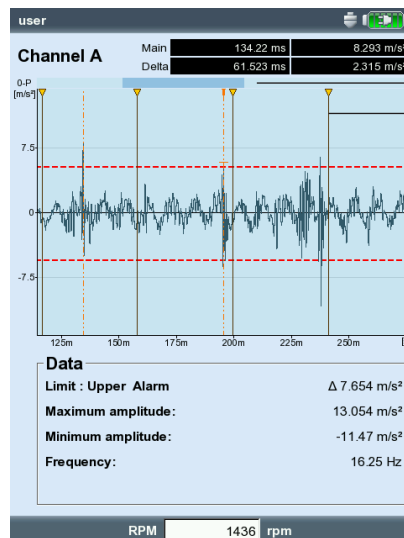 user
Channel A
Main 134.22 ms 8.293 m/s²
Delta 61.523 ms 2.315 m/s²
0-P
[m/s²]
7.5
0
-7.5
125m 150m 175m 200m 225m 250m
Data
Limit : Upper Alarm Δ 7.654 m/s²
Maximum amplitude: 13.054 m/s²
Minimum amplitude: -11.47 m/s²
Frequency: 16.25 Hz
RPM 1436 rpm